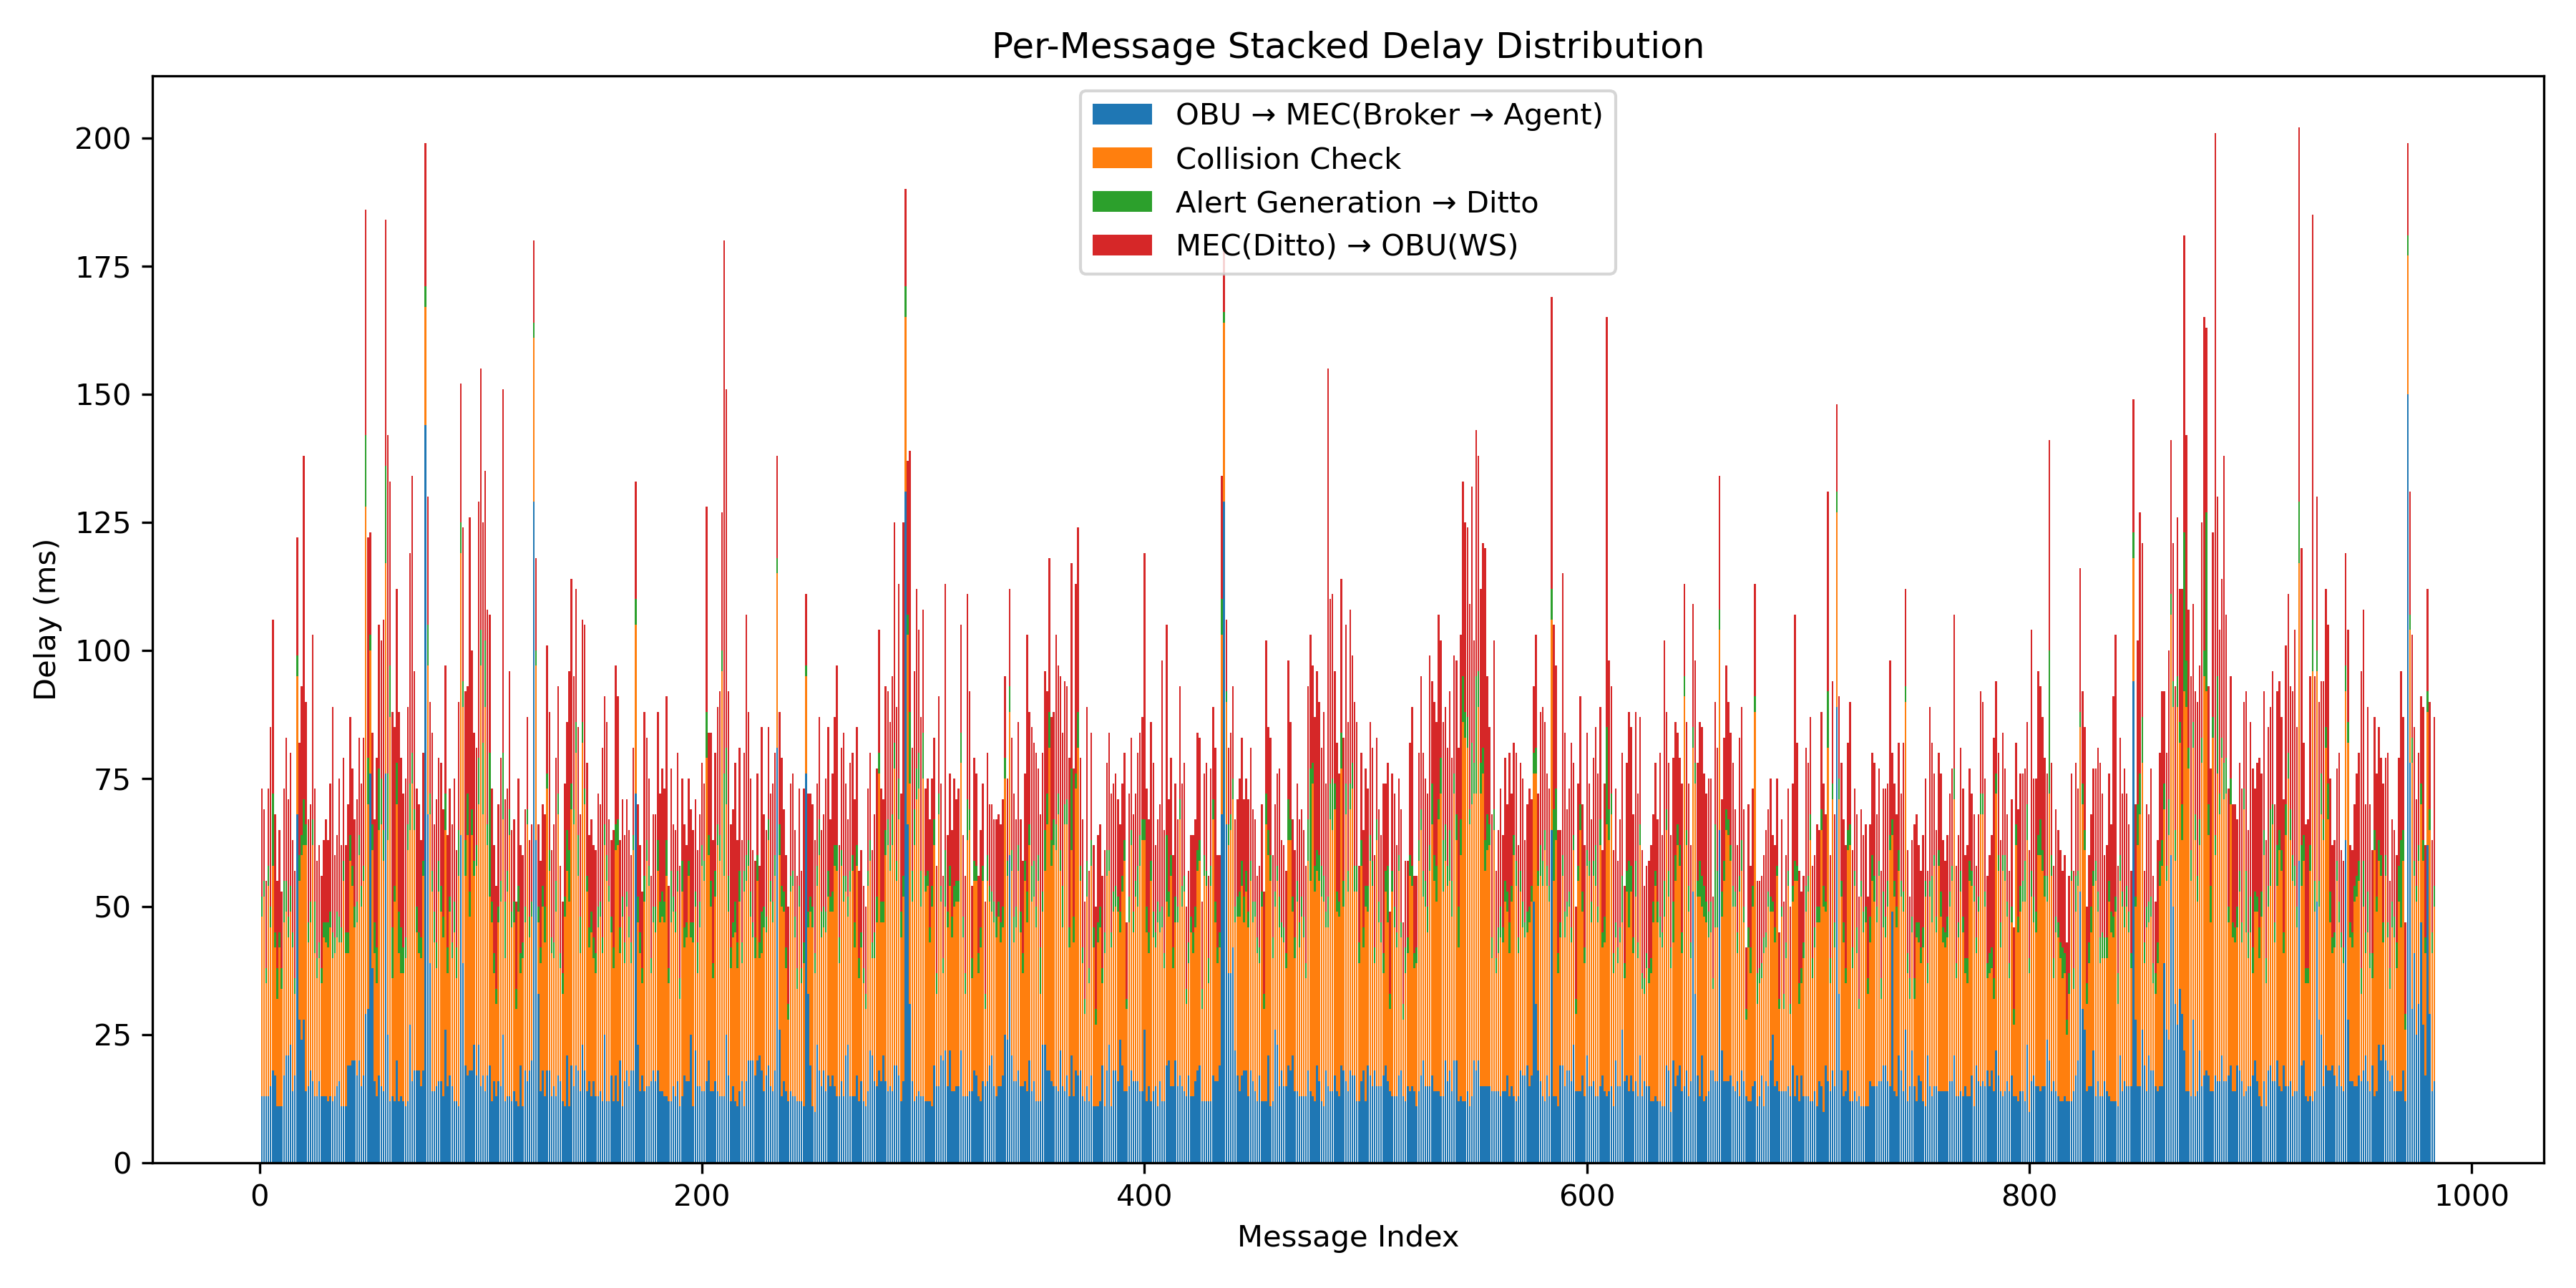 Per-Message Stacked Delay Distribution
OBU → MEC(Broker → Agent)
Collision Check
Alert Generation → Ditto
MEC(Ditto) → OBU(WS)
200
175
150
125
100
75
50
25
0
Delay (ms)
0 200 400 600 800 1000
Message Index